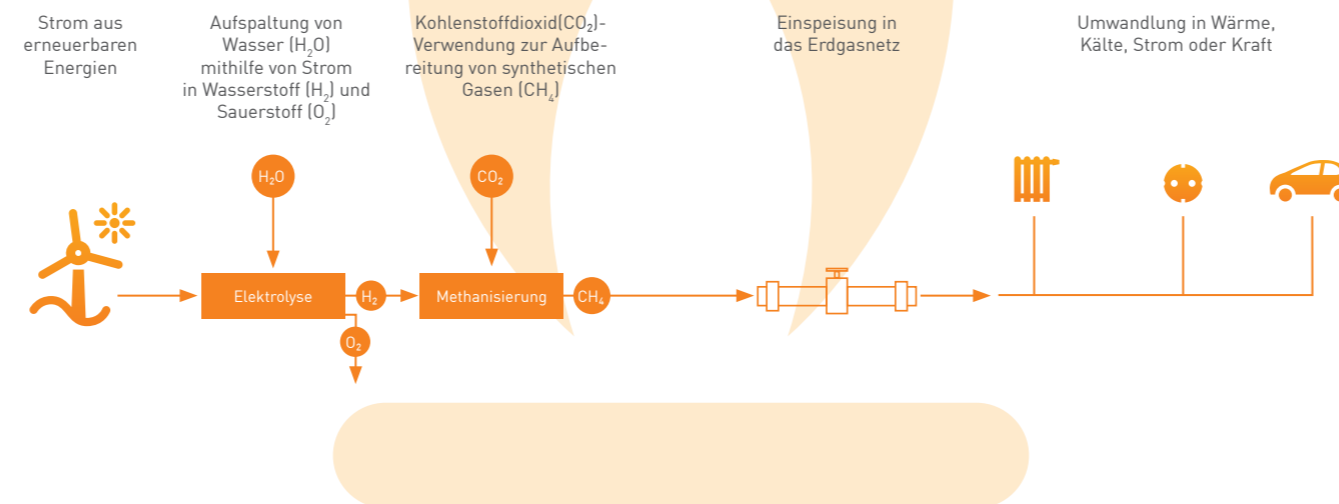 Strom aus
erneuerbaren
Energien
Aufspaltung von
Wasser (H₂O)
mithilfe von Strom
in Wasserstoff (H₂) und
Sauerstoff (O₂)
Kohlenstoffdioxid(CO₂)-
Verwendung zur Aufbe-
reitung von synthetischen
Gasen (CH₄)
Einspeisung in
das Erdgasnetz
Umwandlung in Wärme,
Kälte, Strom oder Kraft
H₂O
CO₂
Elektrolyse
H₂
Methanisierung
CH₄
O₂